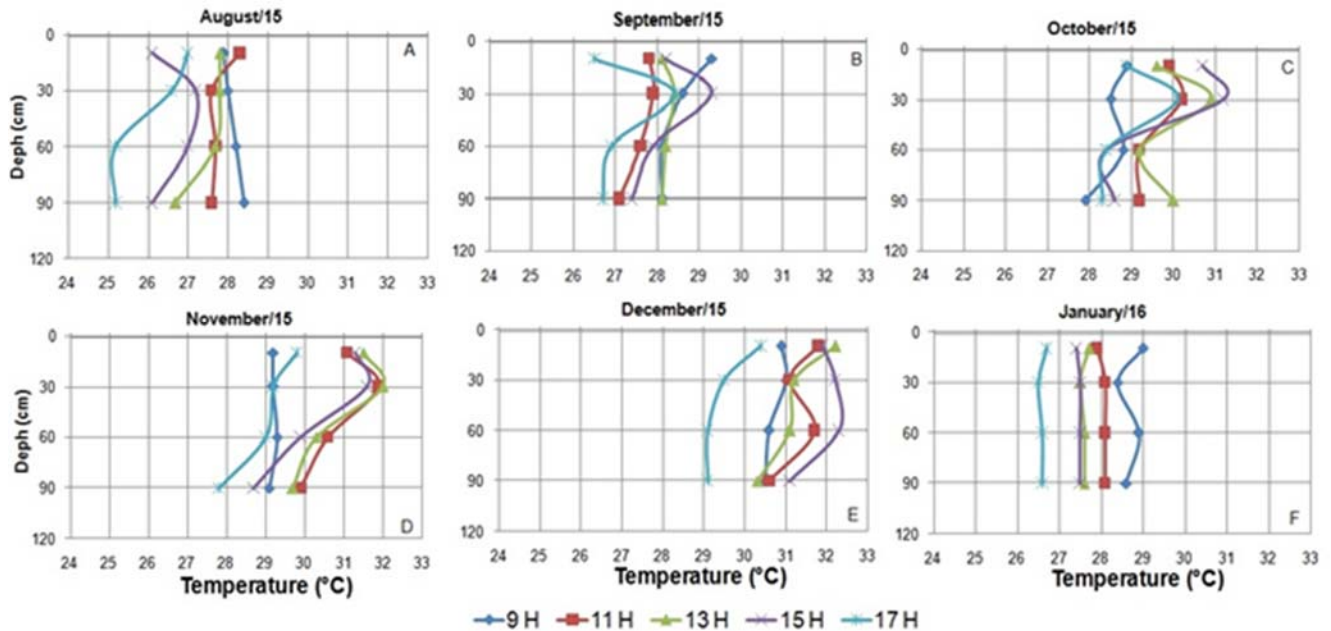 August/15
A
0
30
60
90
120
Deph (cm)
24 25 26 27 28 29 30 31 32 33
September/15
B
0
30
60
90
120
24 25 26 27 28 29 30 31 32 33
October/15
C
0
30
60
90
120
24 25 26 27 28 29 30 31 32 33
November/15
D
0
30
60
90
120
Deph (cm)
24 25 26 27 28 29 30 31 32 33
Temperature (°C)
December/15
E
0
30
60
90
120
24 25 26 27 28 29 30 31 32 33
Temperature (°C)
January/16
F
0
30
60
90
120
24 25 26 27 28 29 30 31 32 33
Temperature (°C)
9 H 11 H 13 H 15 H 17 H